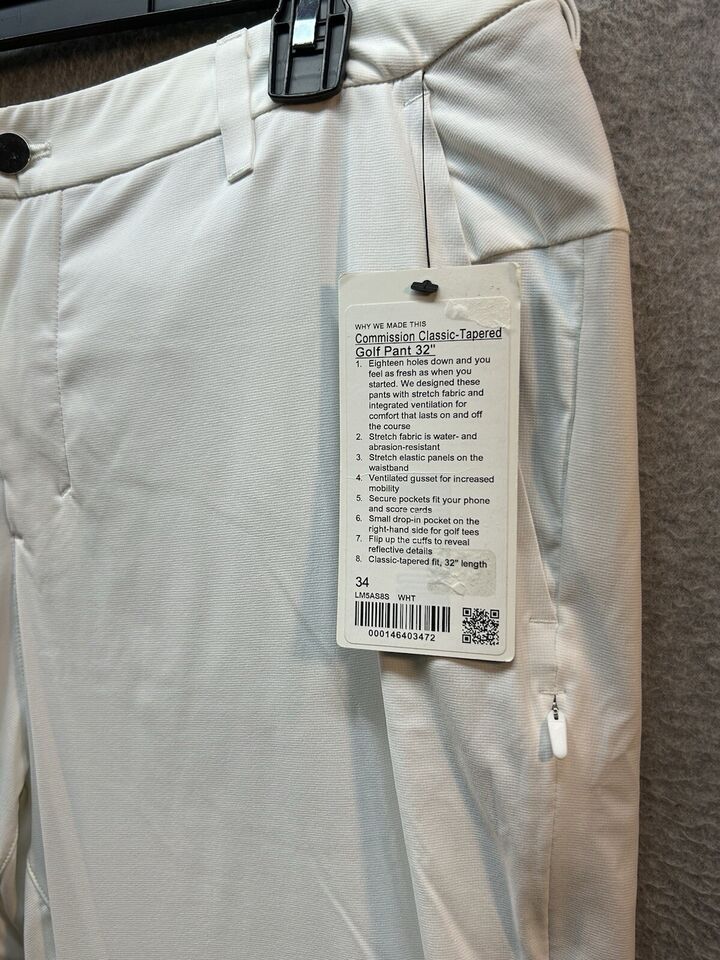 WHY WE MADE THIS
Commission Classic-Tapered
Golf Pant 32"
1. Eighteen holes down and you
feel as fresh as when you
started. We designed these
pants with stretch fabric and
integrated ventilation for
comfort that lasts on and off
the course
2. Stretch fabric is water- and
abrasion-resistant
3. Stretch elastic panels on the
waistband
4. Ventilated gusset for increased
mobility
5. Secure pockets fit your phone
and score cards
6. Small drop-in pocket on the
right-hand side for golf tees
7. Flip up the cuffs to reveal
reflective details
8. Classic-tapered fit, 32" length
34
LM5AS8S WHT
000146403472